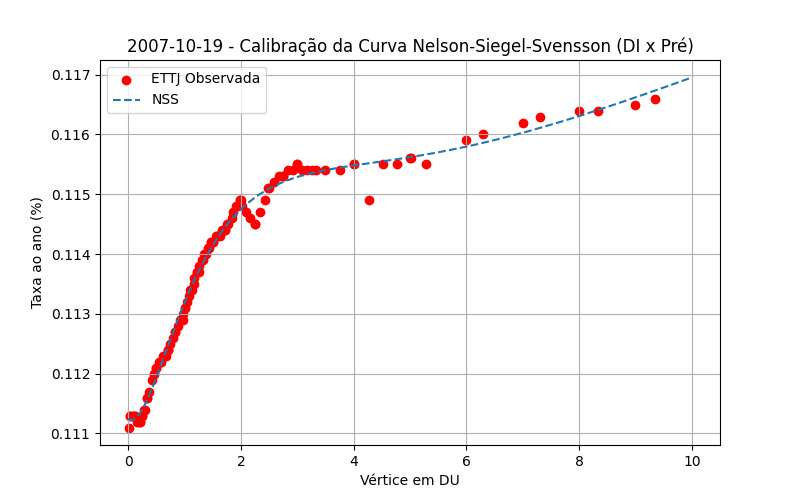 2007-10-19 - Calibração da Curva Nelson-Siegel-Svensson (DI x Pré)
ETTJ Observada
NSS
Taxa ao ano (%)
0.117
0.116
0.115
0.114
0.113
0.112
0.111
0 2 4 6 8 10
Vértice em DU